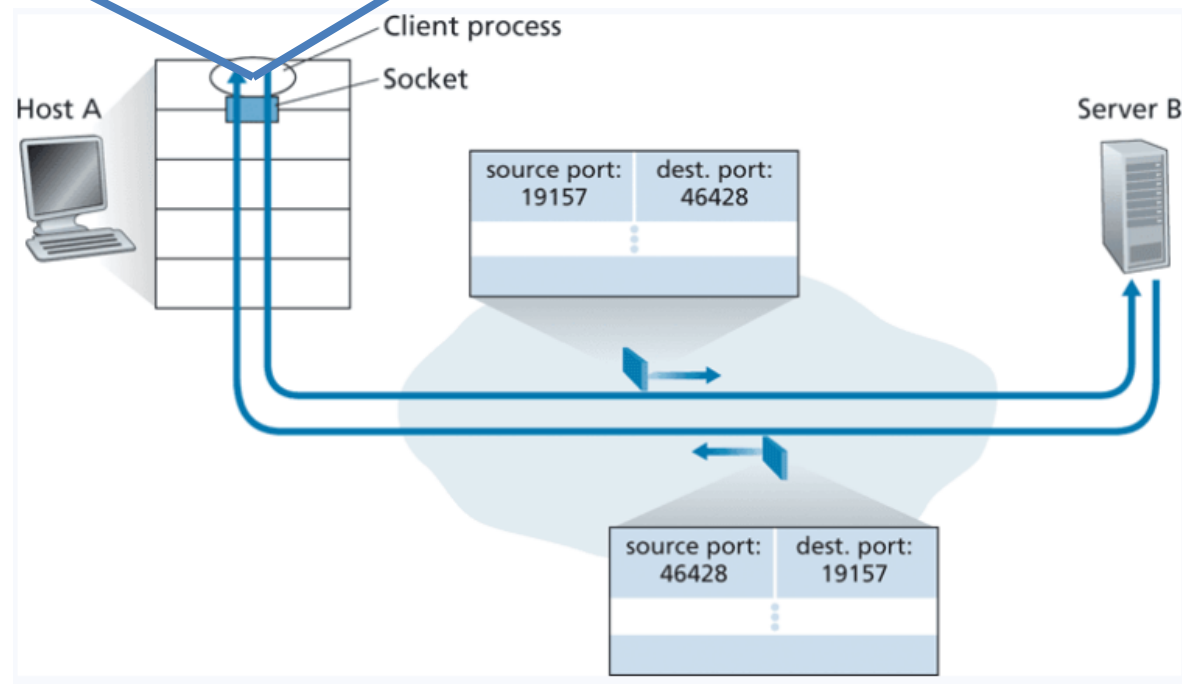 Client process
Socket
Host A
Server B
source port:
19157
dest. port:
46428
source port:
46428
dest. port:
19157